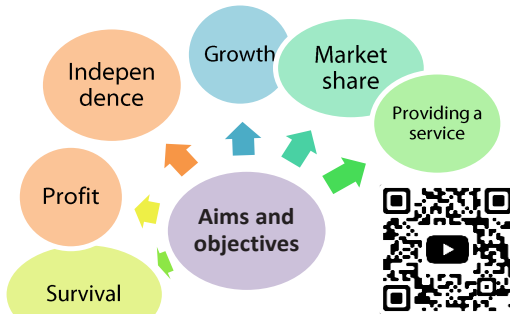 Growth
Market
share
Indepen
dence
Providing a
service
Profit
Aims and
objectives
Survival